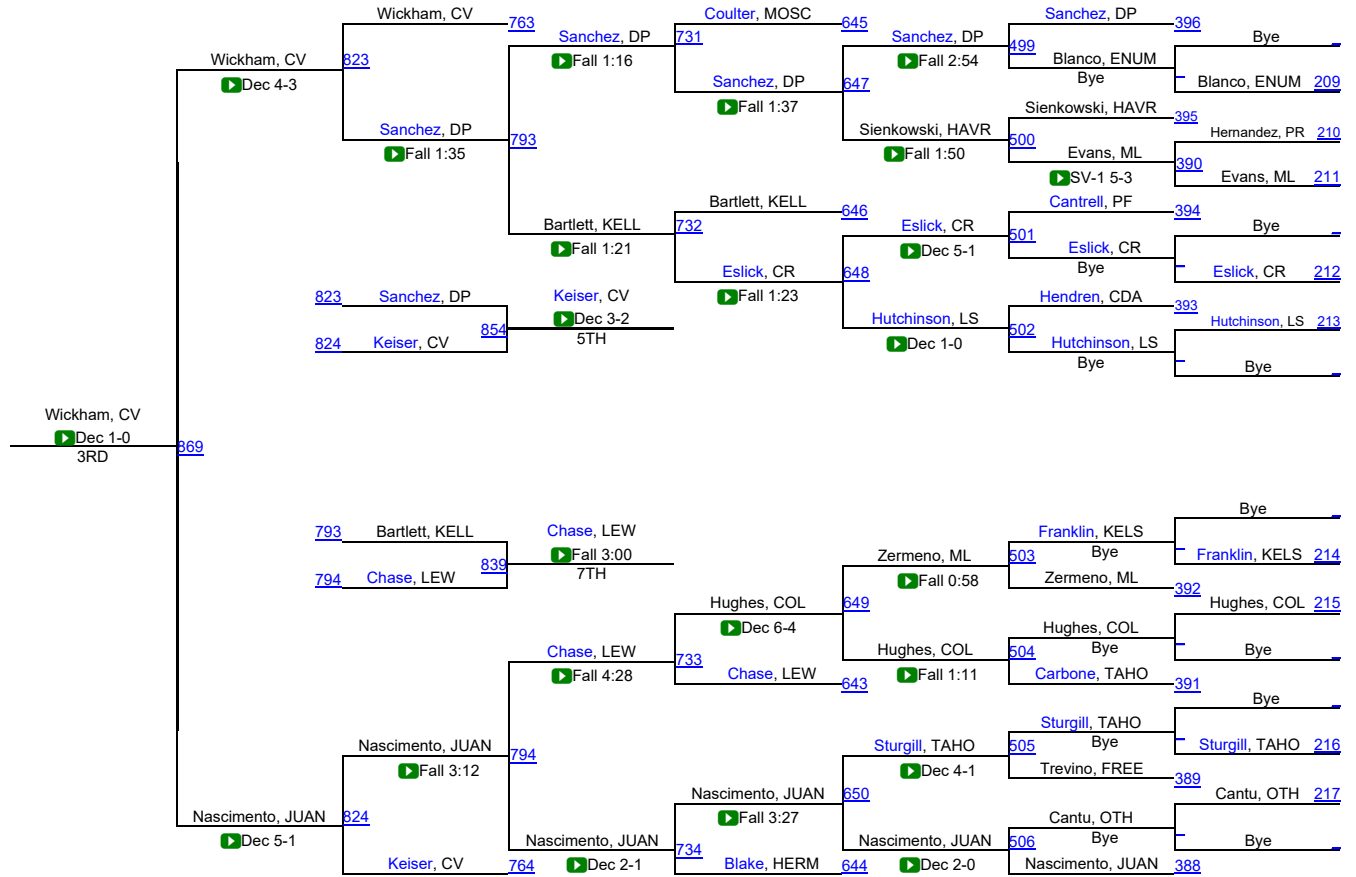 Wickham, CV
763
Coulter, MOSC
645
Sanchez, DP
396
Sanchez, DP
731
Sanchez, DP
499
Bye
Wickham, CV
823
Fall 1:16
Fall 2:54
Blanco, ENUM
Bye
Dec 4-3
Sanchez, DP
647
Blanco, ENUM 209
Fall 1:37
Sienkowski, HAVR
395
Sanchez, DP
793
Sienkowski, HAVR
500
Hernandez, PR 210
Fall 1:35
Fall 1:50
Evans, ML
390
SV-1 5-3
Evans, ML 211
Bartlett, KELL
646
Cantrell, PF
394
Bartlett, KELL
732
Eslick, CR
501
Bye
Fall 1:21
Dec 5-1
Eslick, CR
Bye
Eslick, CR
648
Eslick, CR 212
823
Sanchez, DP
Keiser, CV
Fall 1:23
Hendren, CDA
393
Dec 3-2
Hutchinson, LS
502
Hutchinson, LS 213
824
Keiser, CV
854
5TH
Dec 1-0
Hutchinson, LS
Bye
Bye
Wickham, CV
Dec 1-0
3RD
869
Bye
793
Bartlett, KELL
Chase, LEW
Franklin, KELS
Fall 3:00
Zermeno, ML
503
Bye
Franklin, KELS 214
839
7TH
794
Chase, LEW
Fall 0:58
Zermeno, ML
392
Hughes, COL
649
Hughes, COL 215
Dec 6-4
Hughes, COL
Chase, LEW
733
Hughes, COL
504
Bye
Bye
Fall 4:28
Chase, LEW
643
Fall 1:11
Carbone, TAHO
391
Bye
Sturgill, TAHO
Nascimento, JUAN
794
Sturgill, TAHO
505
Bye
Sturgill, TAHO 216
Fall 3:12
Dec 4-1
Trevino, FREE
389
Nascimento, JUAN
650
Cantu, OTH 217
Nascimento, JUAN
824
Fall 3:27
Cantu, OTH
Dec 5-1
Nascimento, JUAN
734
Nascimento, JUAN
506
Bye
Bye
Keiser, CV
764
Dec 2-1
Blake, HERM
644
Dec 2-0
Nascimento, JUAN
388